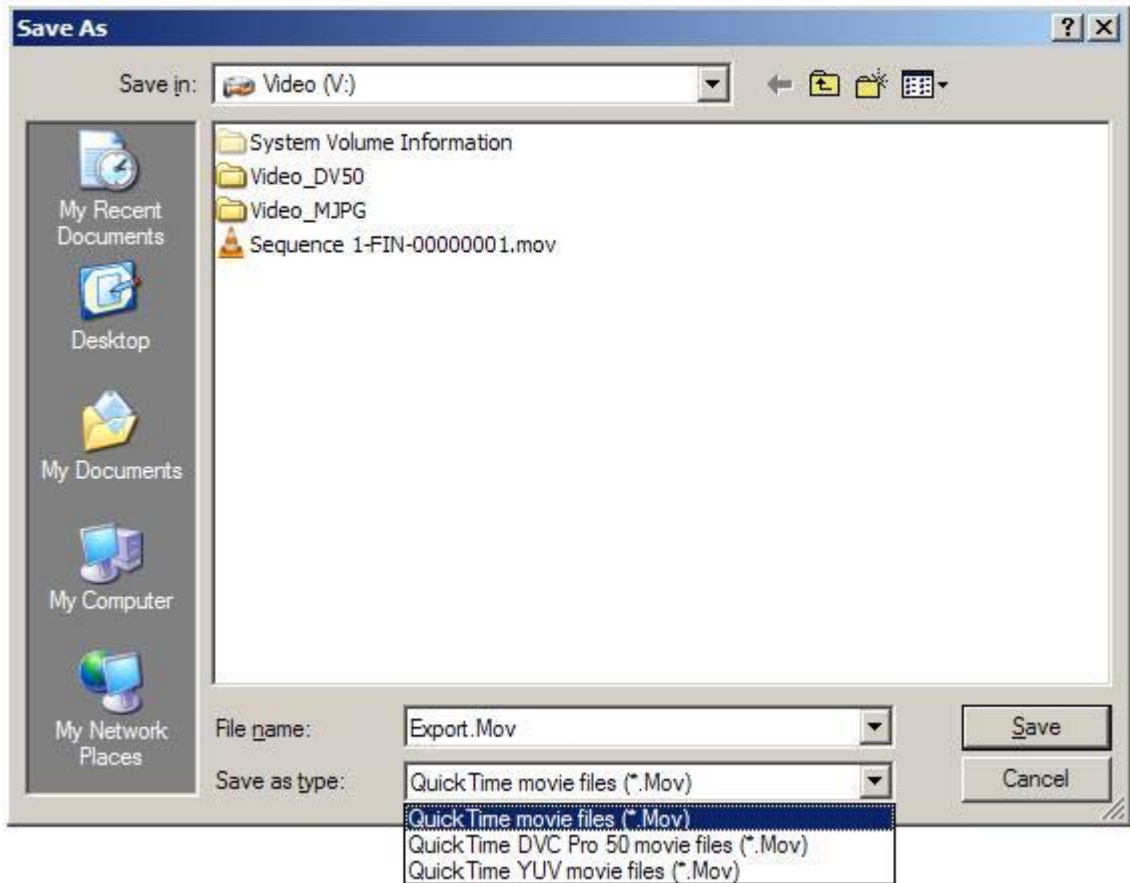 Save As
Save in:
Video (V:)
System Volume Information
Video_DV50
Video_MJPG
Sequence 1-FIN-00000001.mov
My Recent
Documents
Desktop
My Documents
My Computer
My Network
Places
File name:
Export.Mov
Save
Save as type:
QuickTime movie files (*.Mov)
Cancel
QuickTime movie files (*.Mov)
QuickTime DVC Pro 50 movie files (*.Mov)
QuickTime YUV movie files (*.Mov)